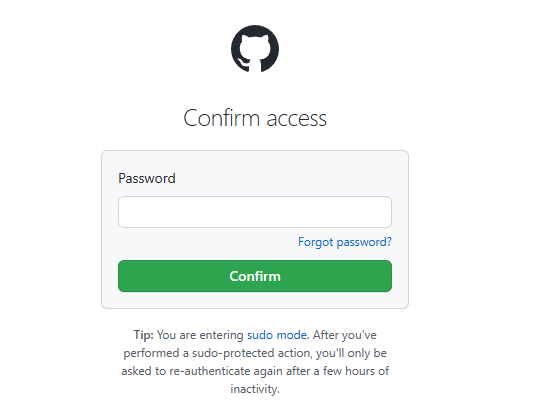 Confirm access
Password
Forgot password?
Confirm
Tip: You are entering sudo mode. After you've
performed a sudo-protected action, you'll only be
asked to re-authenticate again after a few hours of
inactivity.